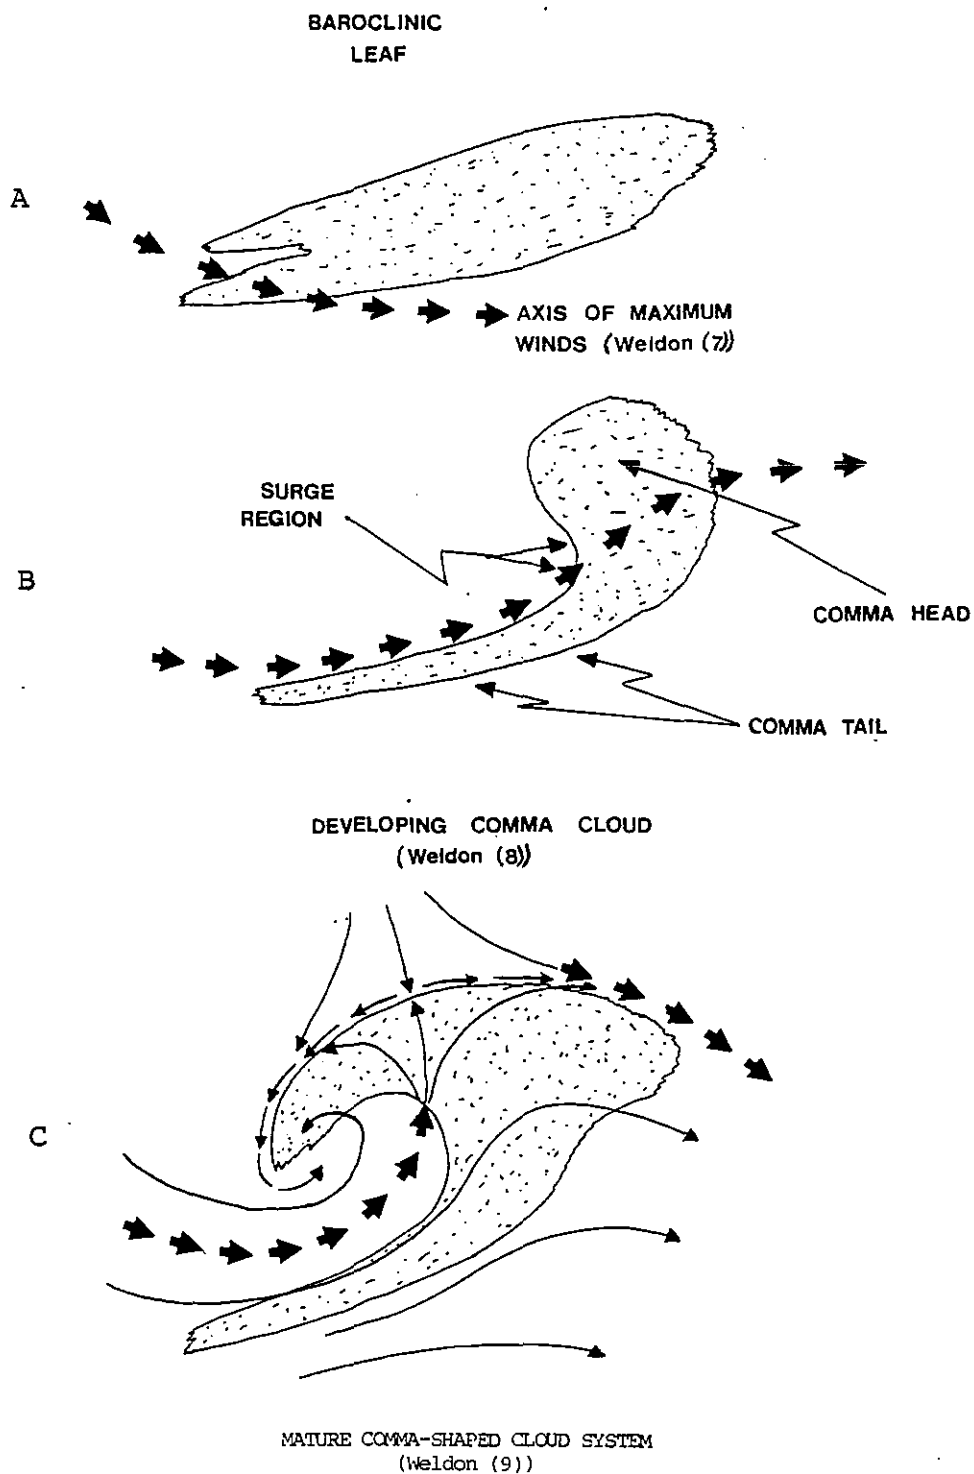 BAROCLINIC
LEAF
A
AXIS OF MAXIMUM
WINDS (Weldon (7))
SURGE
REGION
B
COMMA HEAD
COMMA TAIL
DEVELOPING COMMA CLOUD
(Weldon (8))
C
MATURE COMMA-SHAPED CLOUD SYSTEM
(Weldon (9))